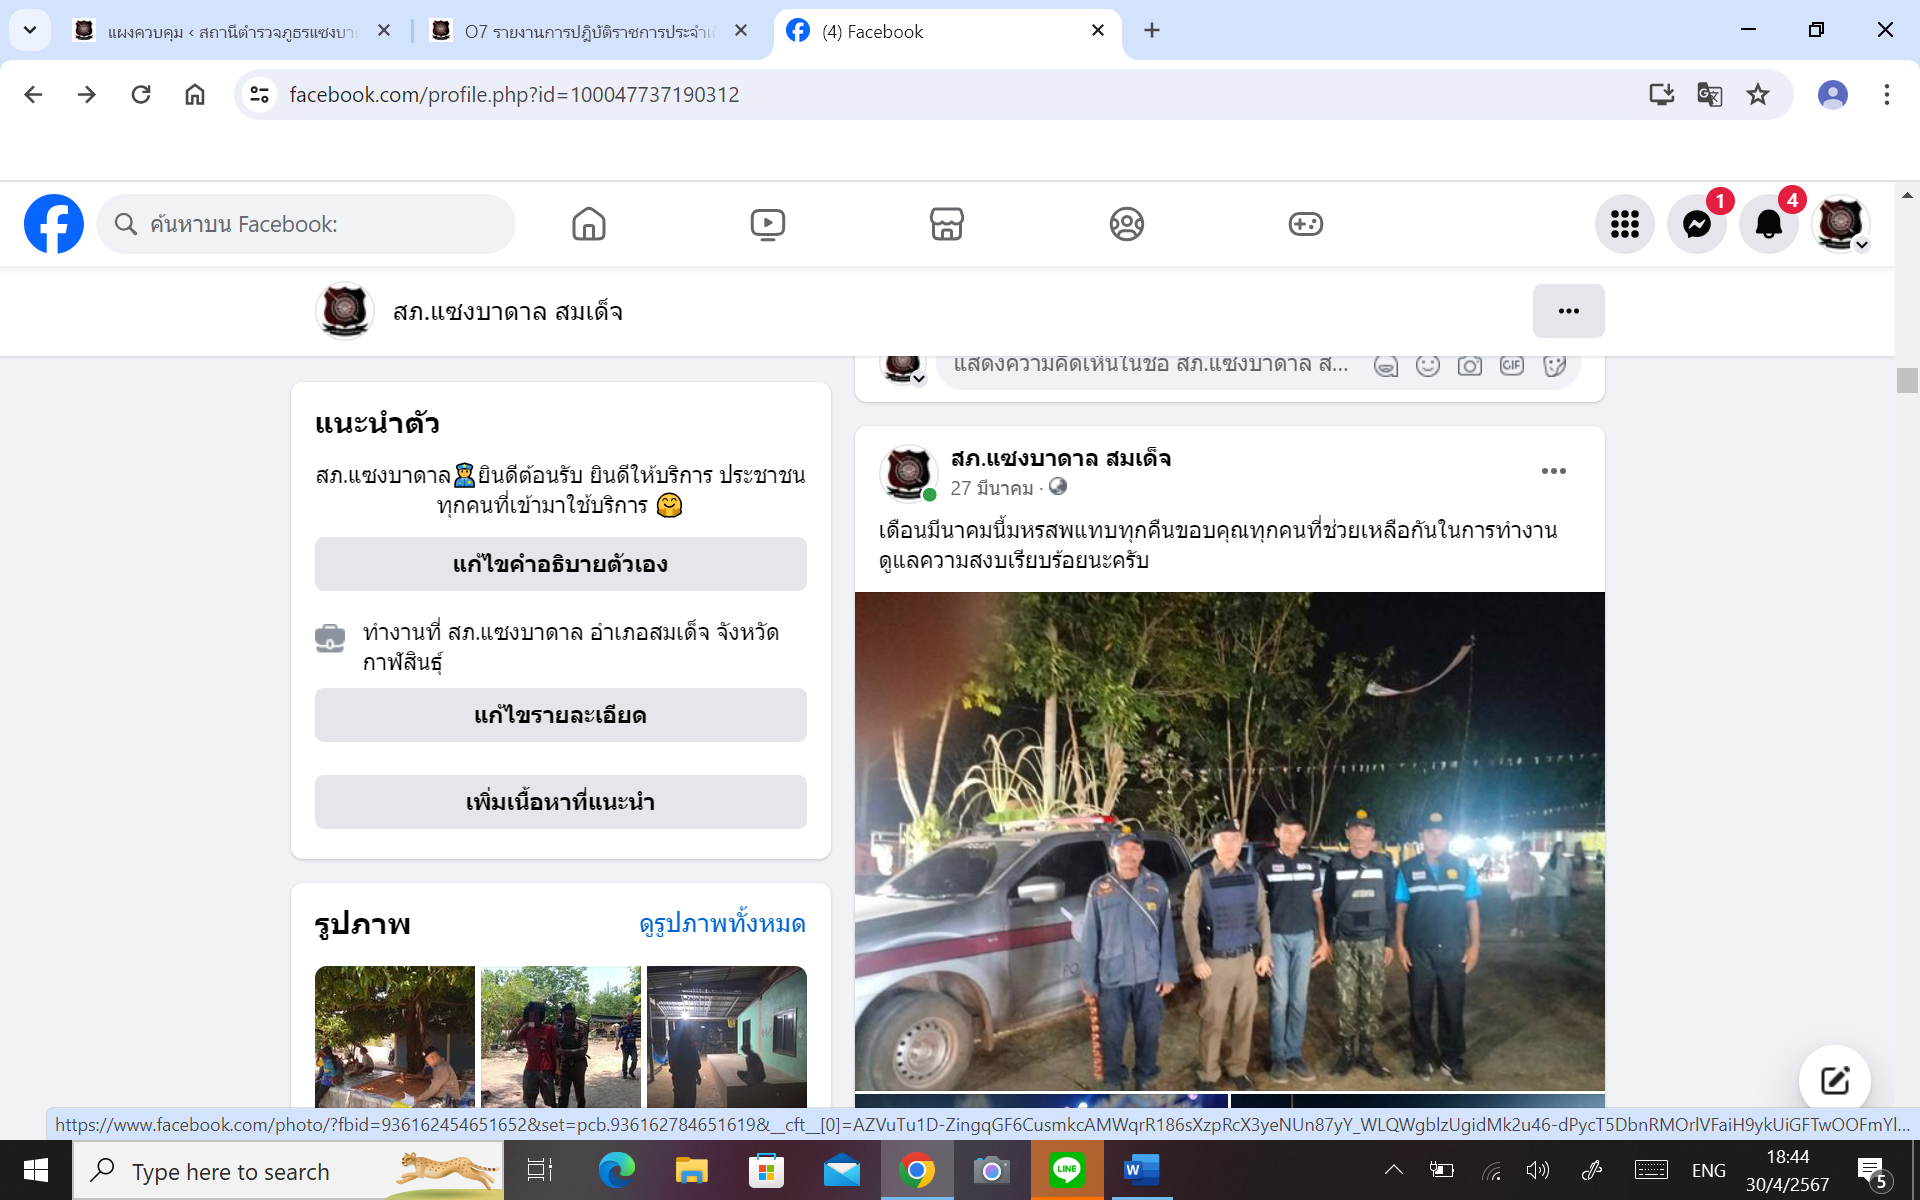 แผงควบคุม ‹ สถานีตำรวจภูธรแซงบาด
O7 รายงานการปฏิบัติราชการประจำเ
(4) Facebook
facebook.com/profile.php?id=100047737190312
ค้นหาบน Facebook:
1
4
สภ.แซงบาดาล สมเด็จ
แสดงความคิดเห็นในชื่อ สภ.แซงบาดาล ส...
GIF
แนะนำตัว
สภ.แซงบาดาล👮ยินดีต้อนรับ ยินดีให้บริการ ประชาชน
ทุกคนที่เข้ามาใช้บริการ 🤗
แก้ไขคำอธิบายตัวเอง
ทำงานที่ สภ.แซงบาดาล อำเภอสมเด็จ จังหวัด
กาฬสินธุ์
แก้ไขรายละเอียด
เพิ่มเนื้อหาที่แนะนำ
รูปภาพ
ดูรูปภาพทั้งหมด
สภ.แซงบาดาล สมเด็จ
27 มีนาคม ·
เดือนมีนาคมนี้มหรสพแทบทุกคืนขอบคุณทุกคนที่ช่วยเหลือกันในการทำงาน
ดูแลความสงบเรียบร้อยนะครับ
https://www.facebook.com/photo/?fbid=936162454651652&set=pcb.936162784651619&__cft__[0]=AZVuTu1D-ZingqGF6CusmkcAMWqrR186sXzpRcX3yeNUn87yY_WLQWgblzUgidMk2u46-dPycT5DbnRMOrlVFaiH9ykUiGFTwOOFmYl...
Type here to search
LINE
ENG
18:44
30/4/2567
5